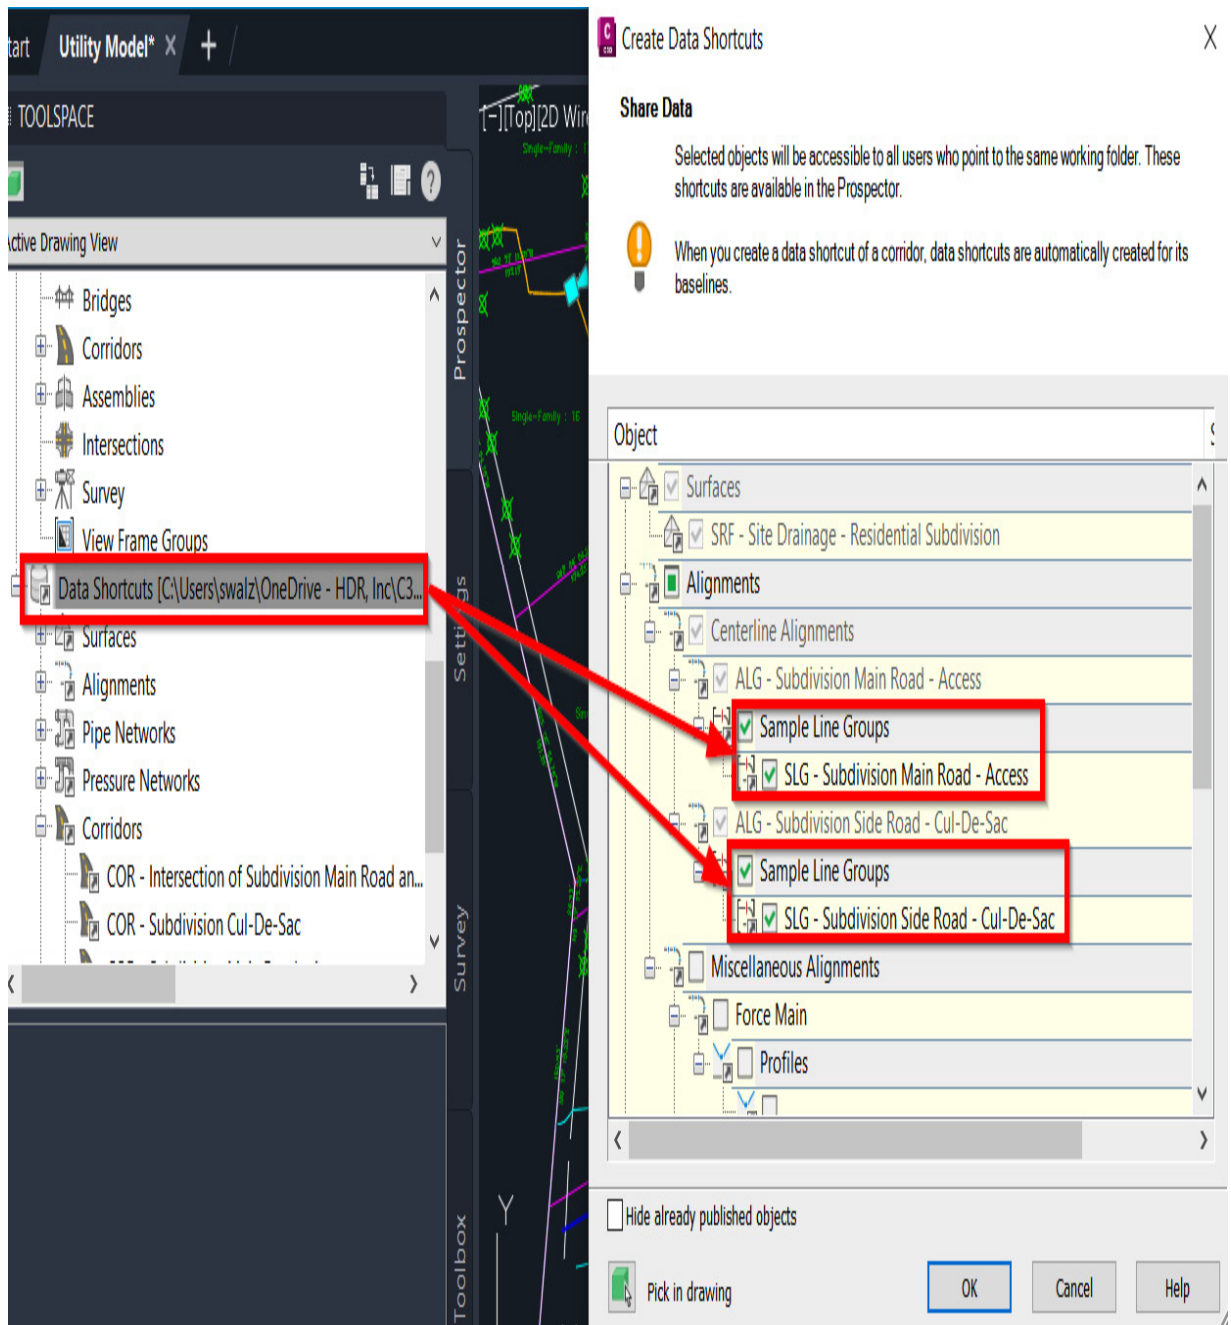 tart
Utility Model*
TOOLSPACE
Active Drawing View
Bridges
Corridors
Assemblies
Intersections
Survey
View Frame Groups
Data Shortcuts [C:\Users\swalz\OneDrive - HDR, Inc\C3...
Surfaces
Alignments
Pipe Networks
Pressure Networks
Corridors
COR - Intersection of Subdivision Main Road an...
COR - Subdivision Cul-De-Sac
Prospector
Settings
Survey
Toolbox
[-][Top][2D Wire
Single-Family : 1
Single-Family : 16
Y
Create Data Shortcuts
Share Data
Selected objects will be accessible to all users who point to the same working folder. These
shortcuts are available in the Prospector.
When you create a data shortcut of a corridor, data shortcuts are automatically created for its
baselines.
Object
Surfaces
SRF - Site Drainage - Residential Subdivision
Alignments
Centerline Alignments
ALG - Subdivision Main Road - Access
Sample Line Groups
SLG - Subdivision Main Road - Access
ALG - Subdivision Side Road - Cul-De-Sac
Sample Line Groups
SLG - Subdivision Side Road - Cul-De-Sac
Miscellaneous Alignments
Force Main
Profiles
Hide already published objects
Pick in drawing
OK
Cancel
Help